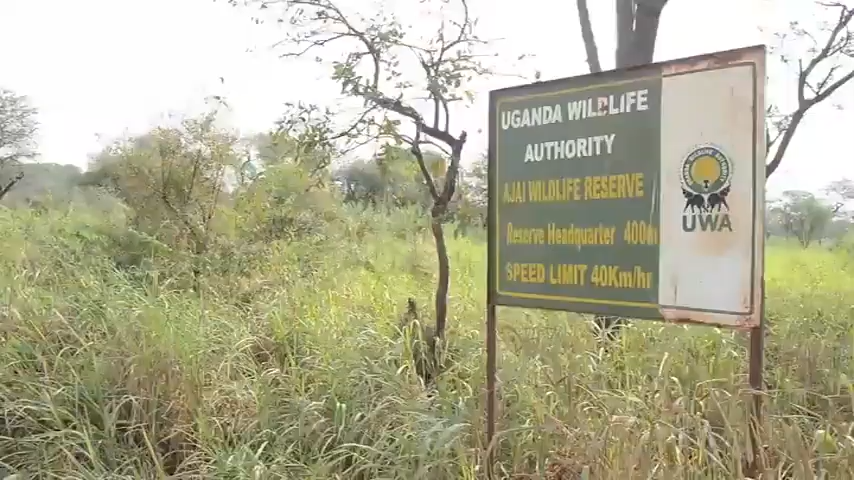 UGANDA WILDLIFE
AUTHORITY
AJAI WILDLIFE RESERVE
Reserve Headquarter 400m
SPEED LIMIT 40Km/hr
UWA